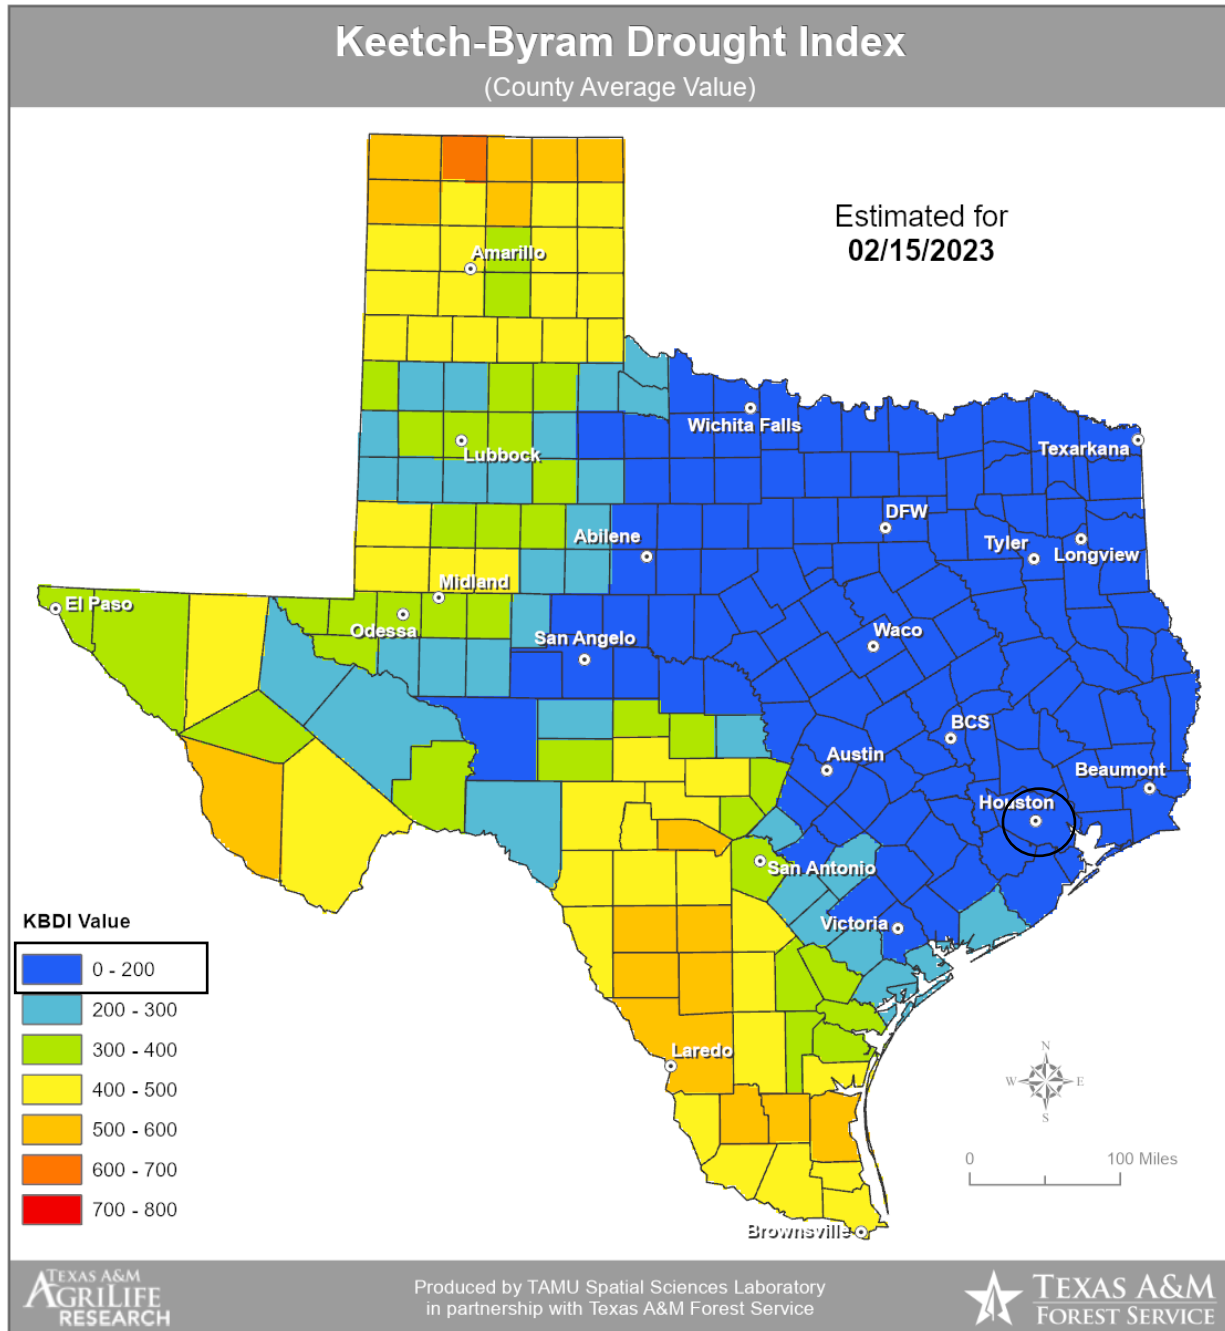 Keetch-Byram Drought Index
(County Average Value)
Estimated for
02/15/2023
Amarillo
Wichita Falls
Texarkana
Lubbock
DFW
Abilene
Tyler
Longview
Midland
El Paso
Odessa
San Angelo
Waco
BCS
Austin
Beaumont
Houston
San Antonio
Victoria
Laredo
Brownsville
KBDI Value
0 - 200
200 - 300
300 - 400
400 - 500
500 - 600
600 - 700
700 - 800
N
W E
S
0 100 Miles
TEXAS A&M
AGRILIFE
RESEARCH
Produced by TAMU Spatial Sciences Laboratory
in partnership with Texas A&M Forest Service
TEXAS A&M
FOREST SERVICE